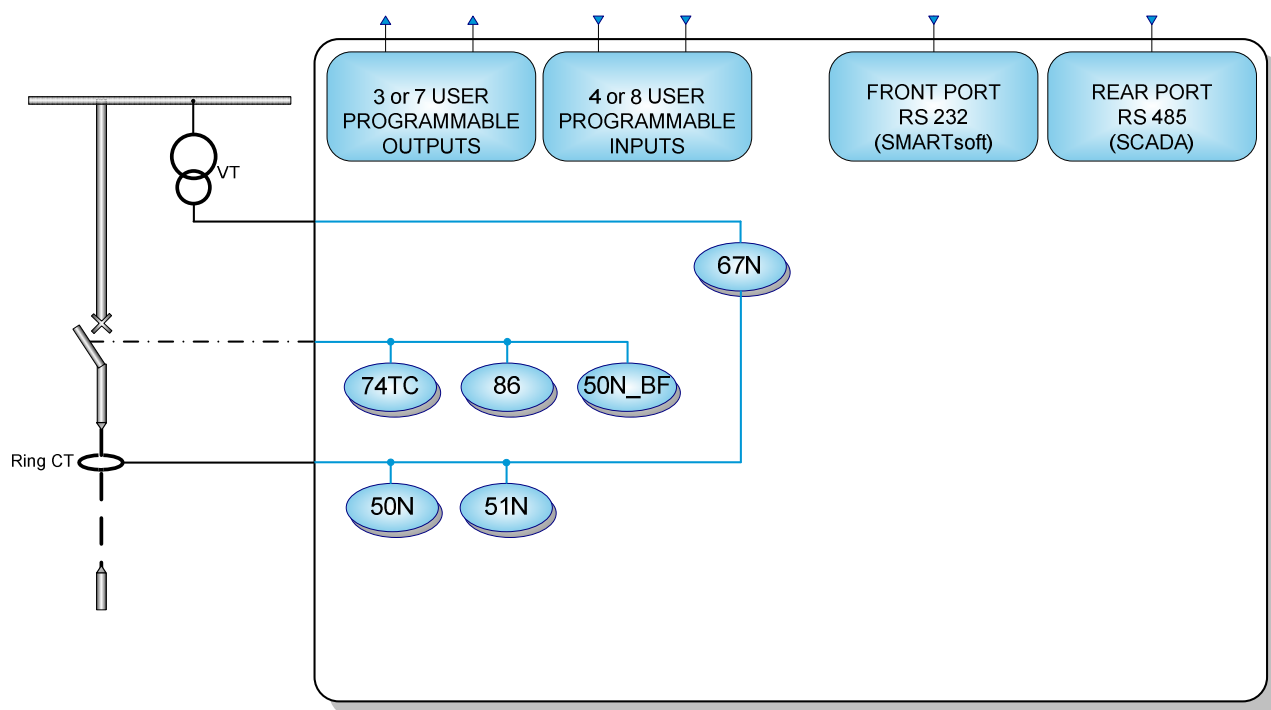 3 or 7 USER
PROGRAMMABLE
OUTPUTS
4 or 8 USER
PROGRAMMABLE
INPUTS
FRONT PORT
RS 232
(SMARTsoft)
REAR PORT
RS 485
(SCADA)
VT
67N
74TC
86
50N_BF
Ring CT
50N
51N